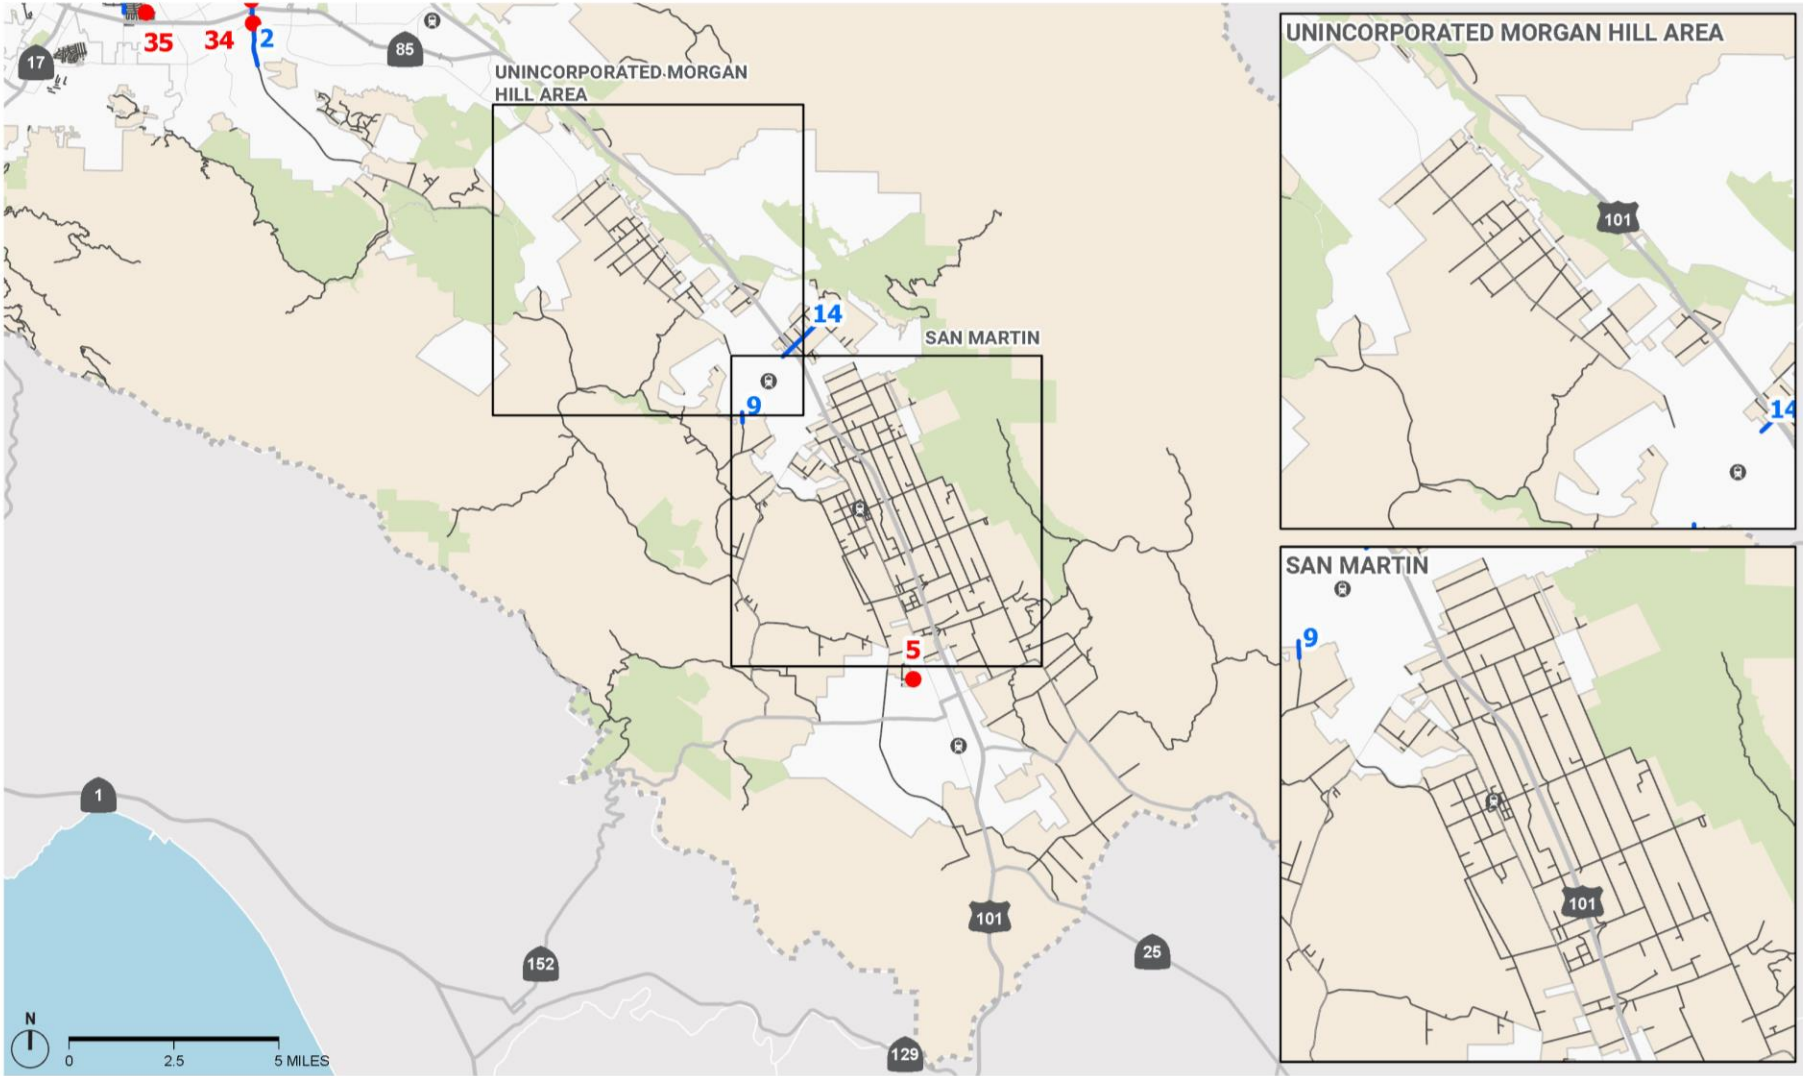 35
34
2
17
85
UNINCORPORATED MORGAN
HILL AREA
14
SAN MARTIN
9
5
1
152
101
25
129
N
0
2.5
5 MILES
UNINCORPORATED MORGAN HILL AREA
101
14
SAN MARTIN
9
101